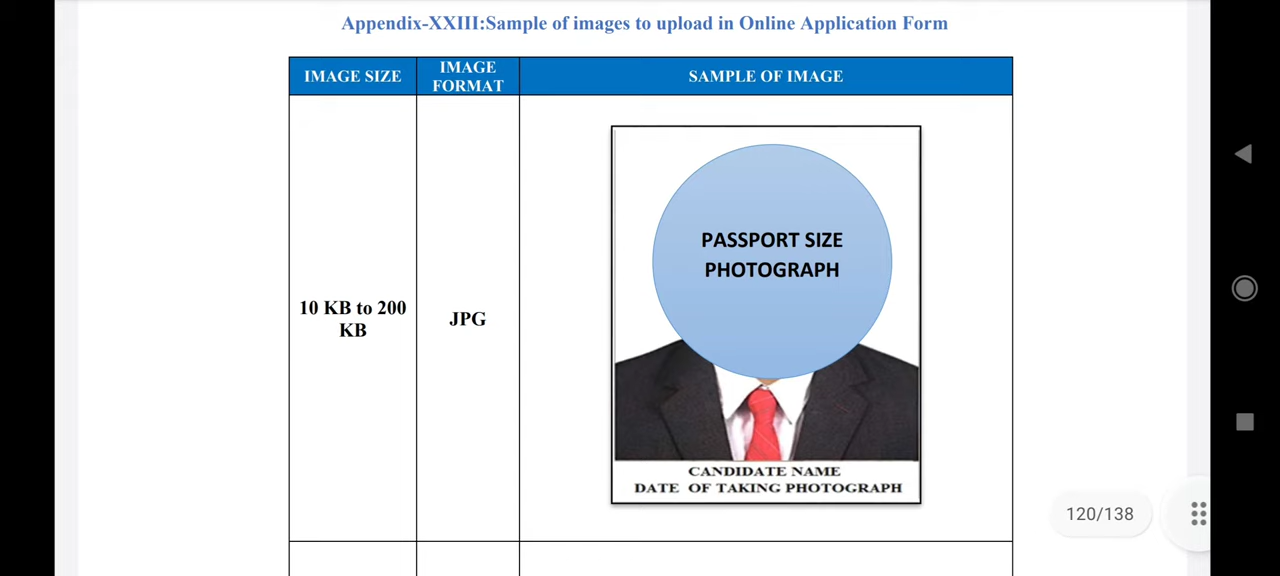 Appendix-XXIII:Sample of images to upload in Online Application Form
IMAGE SIZE
IMAGE
FORMAT
SAMPLE OF IMAGE
10 KB to 200
KB
JPG
PASSPORT SIZE
PHOTOGRAPH
CANDIDATE NAME
DATE OF TAKING PHOTOGRAPH
120/138